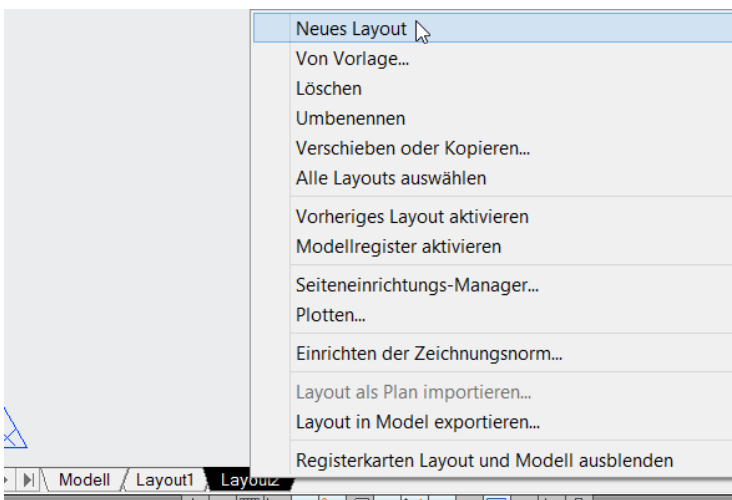 Neues Layout
Von Vorlage...
Löschen
Umbenennen
Verschieben oder Kopieren...
Alle Layouts auswählen
Vorheriges Layout aktivieren
Modellregister aktivieren
Seiteneinrichtungs-Manager...
Plotten...
Einrichten der Zeichnungsnorm...
Layout als Plan importieren...
Layout in Model exportieren...
Registerkarten Layout und Modell ausblenden
Modell Layout1 Layout2